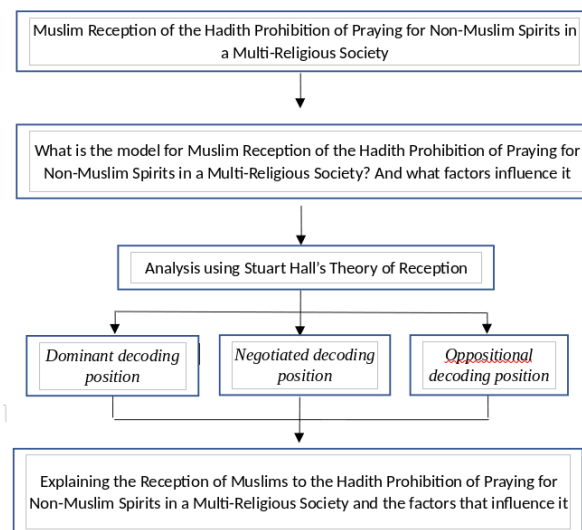 Muslim Reception of the Hadith Prohibition of Praying for Non-Muslim Spirits in
a Multi-Religious Society
What is the model for Muslim Reception of the Hadith Prohibition of Praying for
Non-Muslim Spirits in a Multi-Religious Society? And what factors influence it
Analysis using Stuart Hall's Theory of Reception
Dominant decoding
position
Negotiated decoding
position
Oppositional
decoding position
Explaining the Reception of Muslims to the Hadith Prohibition of Praying for
Non-Muslim Spirits in a Multi-Religious Society and the factors that influence it